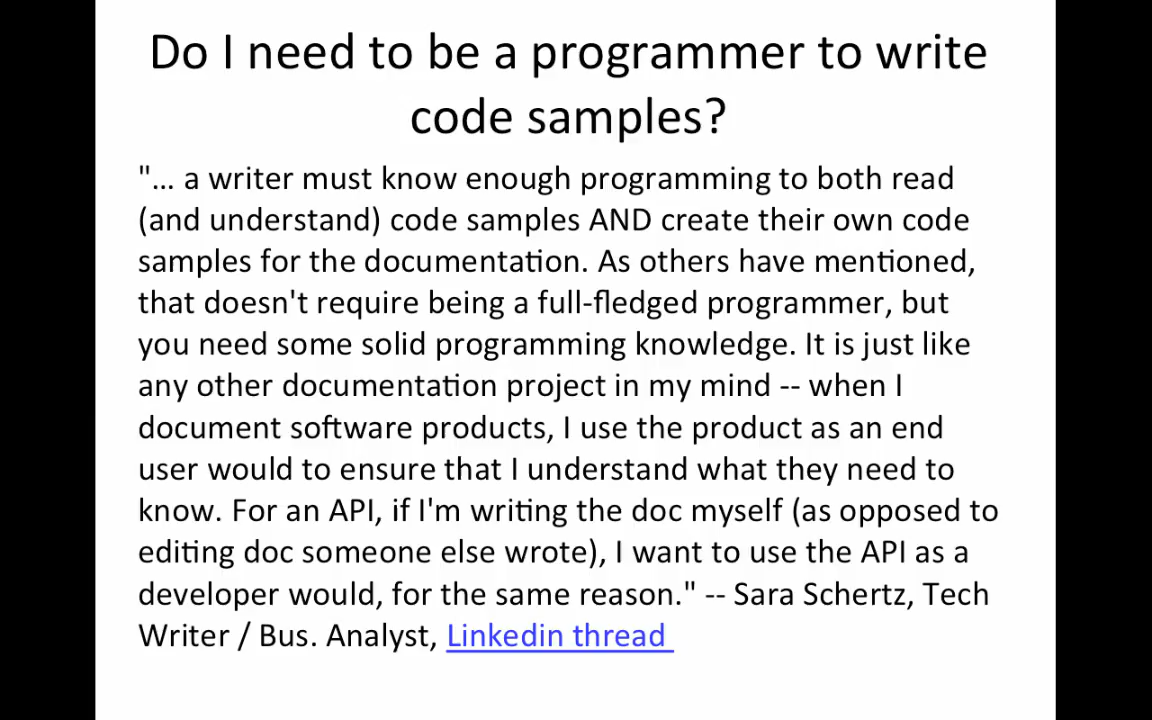 Do I need to be a programmer to write
code samples?
"... a writer must know enough programming to both read
(and understand) code samples AND create their own code
samples for the documentation. As others have mentioned,
that doesn't require being a full-fledged programmer, but
you need some solid programming knowledge. It is just like
any other documentation project in my mind -- when I
document software products, I use the product as an end
user would to ensure that I understand what they need to
know. For an API, if I'm writing the doc myself (as opposed to
editing doc someone else wrote), I want to use the API as a
developer would, for the same reason." -- Sara Schertz, Tech
Writer / Bus. Analyst, Linkedin thread